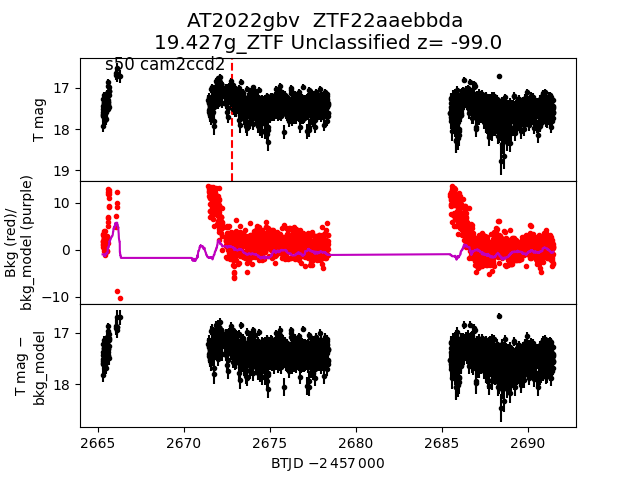 AT2022gbv  ZTF22aaebbda
19.427g_ZTF Unclassified z= -99.0
s50 cam2ccd2
17
18
19
T mag
10
0
−10
Bkg (red)/
bkg_model (purple)
17
18
T mag −
bkg_model
2665
2670
2675
2680
2685
2690
BTJD −2 457 000